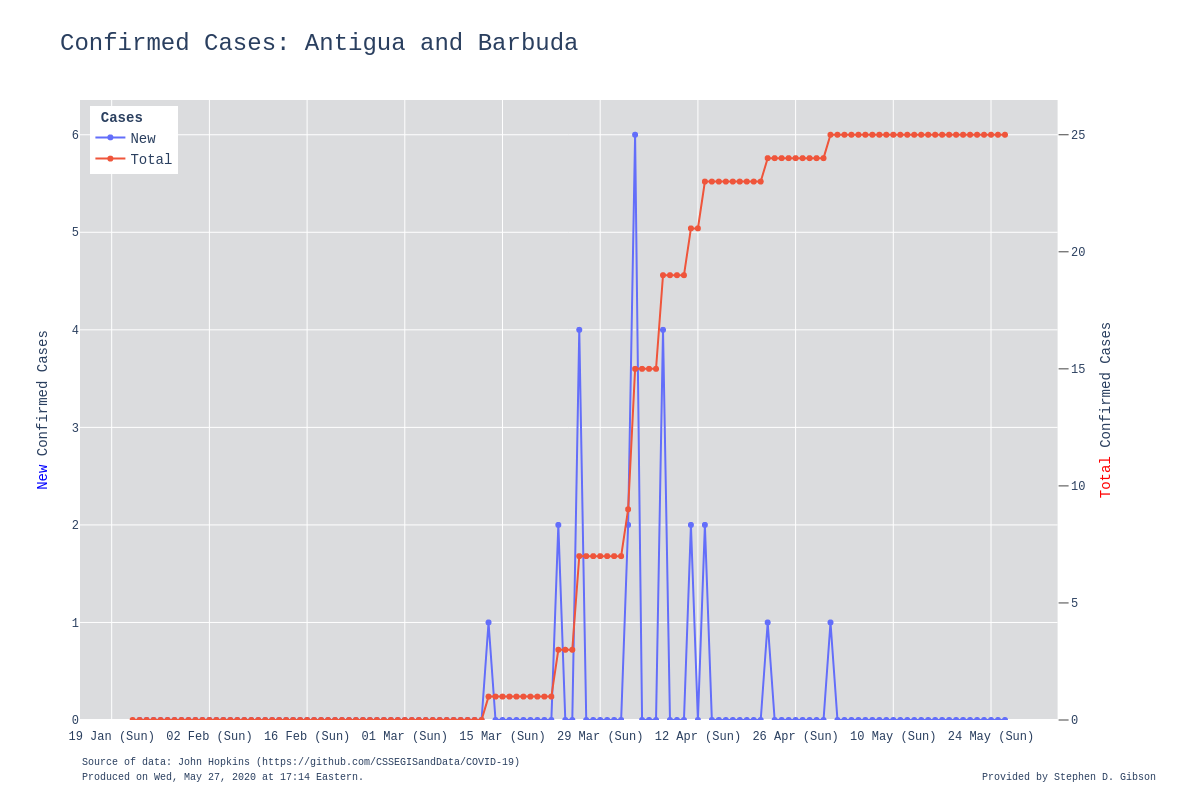 Confirmed Cases: Antigua and Barbuda
Cases
New
Total
6
5
4
3
2
1
0
25
20
15
10
5
0
New Confirmed Cases
Total Confirmed Cases
19 Jan (Sun) 02 Feb (Sun) 16 Feb (Sun) 01 Mar (Sun) 15 Mar (Sun) 29 Mar (Sun) 12 Apr (Sun) 26 Apr (Sun) 10 May (Sun) 24 May (Sun)
Source of data: John Hopkins (https://github.com/CSSEGISandData/COVID-19)
Produced on Wed, May 27, 2020 at 17:14 Eastern.
Provided by Stephen D. Gibson